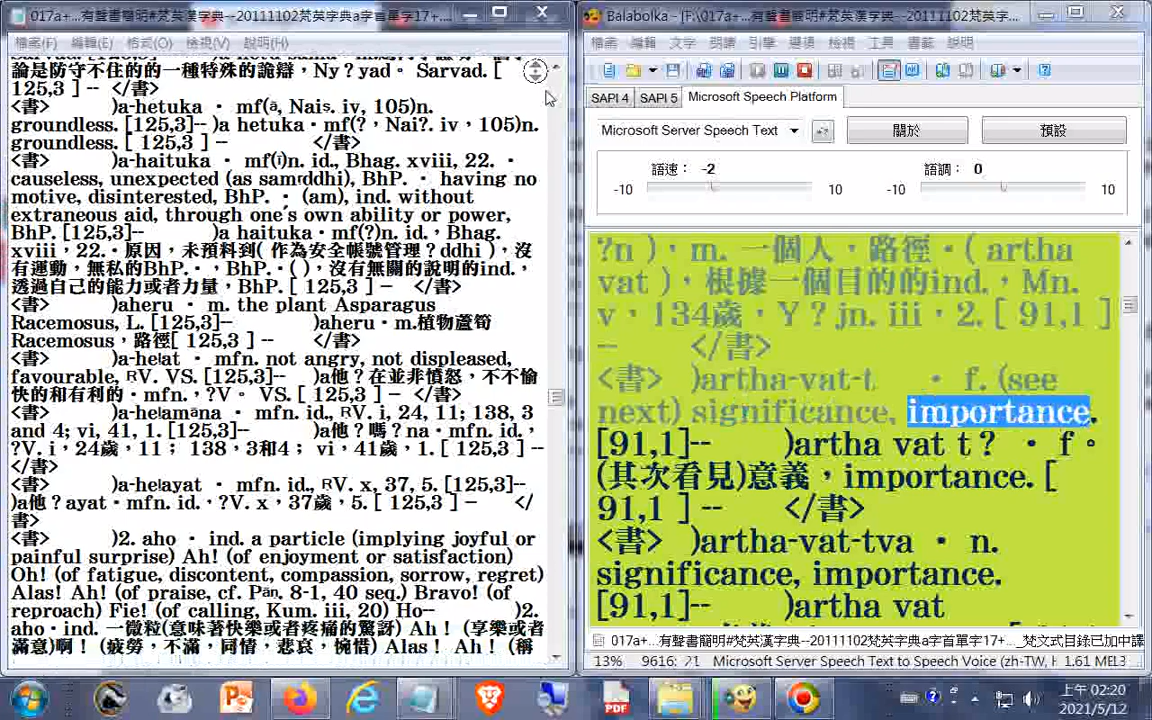 017a+...有聲書簡明#梵英漢字典--20111102梵英字典a字首單字17+...
檔案(F) 編輯(E) 格式(O) 檢視(V) 說明(H)
論是防守不住的的一種特殊的詭辯，Ny？yad。 Sarvad. [
125,3 ] -- </書>
<書> )a-hetuka • mf(ā, Nais. iv, 105)n.
groundless. [125,3]-- )a hetuka • mf(?，Nai?. iv，105)n.
groundless. [ 125,3 ] -- </書>
<書> )a-haituka • mf(ī)n. id., Bhag. xviii, 22. •
causeless, unexpected (as samṛddhi), BhP. • having no
motive, disinterested, BhP. • (am), ind. without
extraneous aid, through one's own ability or power,
BhP. [125,3]-- )a haituka • mf(?)n. id.，Bhag.
xviii，22.• 原因，未預料到( 作為安全帳號管理？ddhi)，沒
有運動，無私的BhP.•，BhP.• ( )，沒有無關的說明的ind.，
透過自己的能力或者力量，BhP.[ 125,3 ] -- </書>
<書> )aheru • m. the plant Asparagus
Racemosus, L. [125,3]-- )aheru • m.植物蘆筍
Racemosus，路徑[ 125,3 ] -- </書>
<書> )a-helat • mfn. not angry, not displeased,
favourable, RV. VS. [125,3]-- )a他？在並非憤怒，不不愉
快的和有利的•mfn.，?V。 VS. [ 125,3 ] -- </書>
<書> )a-helamāna • mfn. id., RV. i, 24, 11; 138, 3
and 4; vi, 41, 1. [125,3]-- )a他？嗎？na • mfn. id.，
?V. i，24歲，11； 138，3和4； vi，41歲，1. [ 125,3 ] --
</書>
<書> )a-helayat • mfn. id., RV. x, 37, 5. [125,3]--
)a他？ayat • mfn. id.，?V. x，37歲，5. [ 125,3 ] -- </
書>
<書> )2. aho • ind. a particle (implying joyful or
painful surprise) Ah! (of enjoyment or satisfaction)
Oh! (of fatigue, discontent, compassion, sorrow, regret)
Alas! Ah! (of praise, cf. Pān. 8-1, 40 seq.) Bravo! (of
reproach) Fie! (of calling, Kum. iii, 20) Ho-- )2.
aho • ind. 一微粒(意味著快樂或者疼痛的驚訝) Ah！ (享樂或者
滿意)啊！ (疲勞，不滿，同情，悲哀，惋惜) Alas！ Ah！ (稱
Balabolka - [F:\017a+...有聲書簡明#梵英漢字典--20111102梵英字...
檔案 編輯 文字 朗讀 引擎 選項 檢視 工具 書籤 說明
SAPI 4 SAPI 5 Microsoft Speech Platform
Microsoft Server Speech Text 關於 預設
語速： -2 語調： 0
-10 10 -10 10
?n )，m. 一個人，路徑•( artha
vat )，根據一個目的的ind.，Mn.
v，134歲，Y？jn. iii，2. [ 91,1 ]
-- </書>
<書> )artha-vat-t • f. (see
next) significance, importance.
[91,1]-- )artha vat t？ • f。
(其次看見)意義，importance. [
91,1 ] -- </書>
<書> )artha-vat-tva • n.
significance, importance.
[91,1]-- )artha vat
017a+...有聲書簡明#梵英漢字典--20111102梵英字典a字首單字17+..._梵文式目錄已加中譯
13% 9616: 21 Microsoft Server Speech Text to Speech Voice (zh-TW, H 1.61 MEL3
上午 02:20
2021/5/12